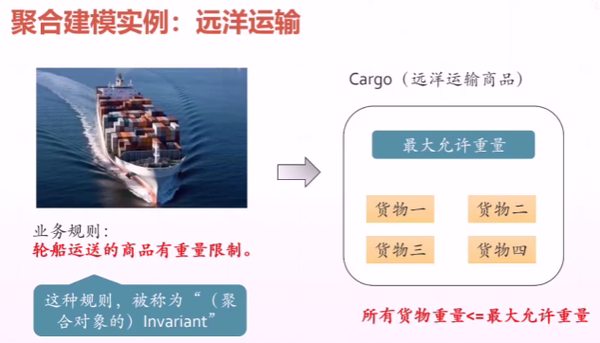 聚合建模实例：远洋运输
Cargo（远洋运输商品）
最大允许重量
货物一
货物二
货物三
货物四
业务规则：
轮船运送的商品有重量限制。
这种规则，被称为“（聚
合对象的）Invariant”
所有货物重量<=最大允许重量